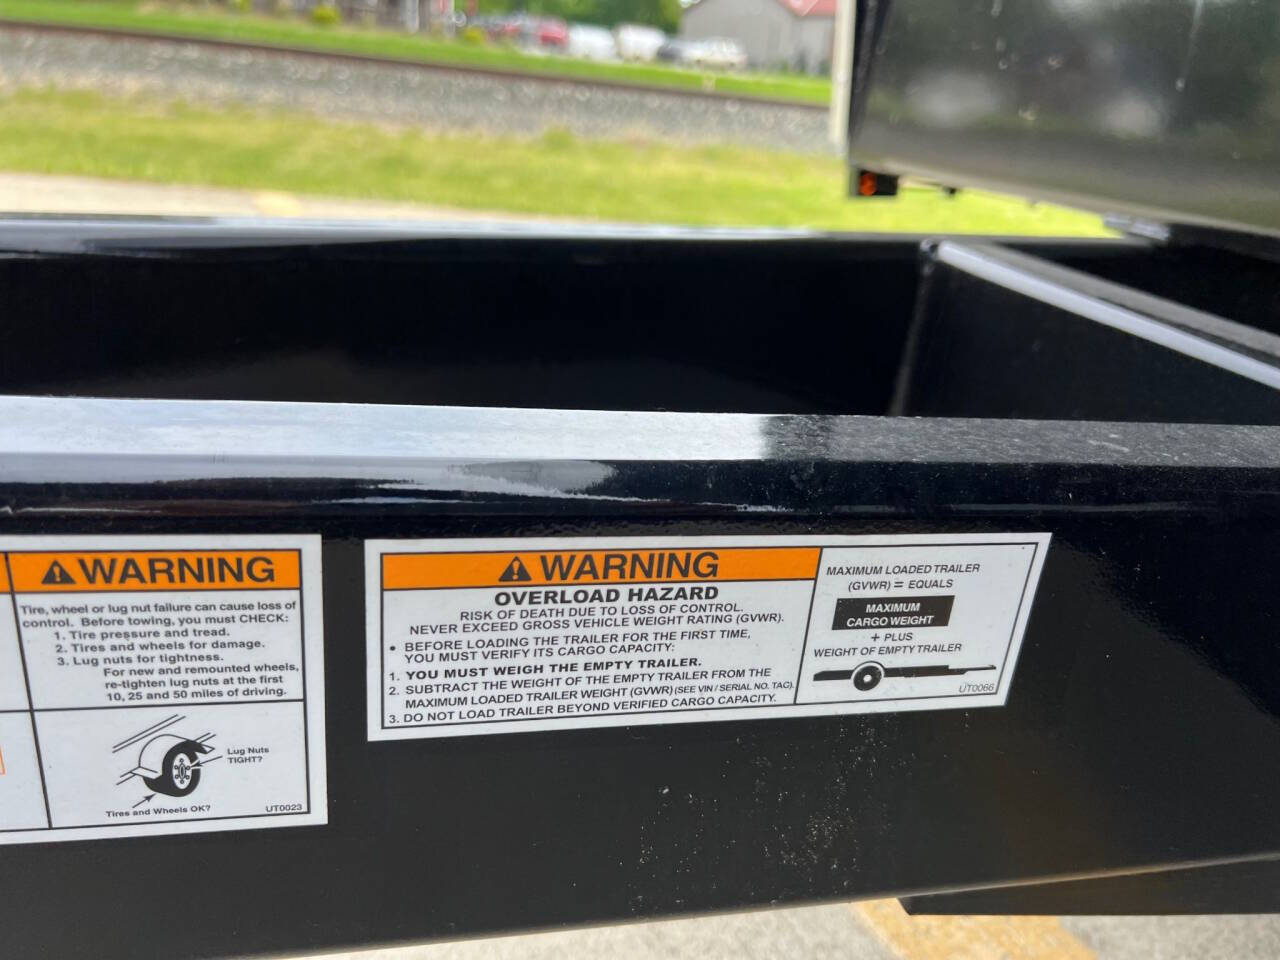 WARNING
Tire, wheel or lug nut failure can cause loss of
control. Before towing, you must CHECK:
1. Tire pressure and tread.
2. Tires and wheels for damage.
3. Lug nuts for tightness.
For new and remounted wheels,
re-tighten lug nuts at the first
10, 25 and 50 miles of driving.
Lug Nuts
TIGHT?
Tires and Wheels OK?
UT0023
WARNING
OVERLOAD HAZARD
RISK OF DEATH DUE TO LOSS OF CONTROL.
NEVER EXCEED GROSS VEHICLE WEIGHT RATING (GVWR).
• BEFORE LOADING THE TRAILER FOR THE FIRST TIME,
YOU MUST VERIFY ITS CARGO CAPACITY:
1. YOU MUST WEIGH THE EMPTY TRAILER.
2. SUBTRACT THE WEIGHT OF THE EMPTY TRAILER FROM THE
MAXIMUM LOADED TRAILER WEIGHT (GVWR) (SEE VIN / SERIAL NO. TAG).
3. DO NOT LOAD TRAILER BEYOND VERIFIED CARGO CAPACITY.
MAXIMUM LOADED TRAILER
(GVWR) = EQUALS
MAXIMUM
CARGO WEIGHT
+ PLUS
WEIGHT OF EMPTY TRAILER
UT0066